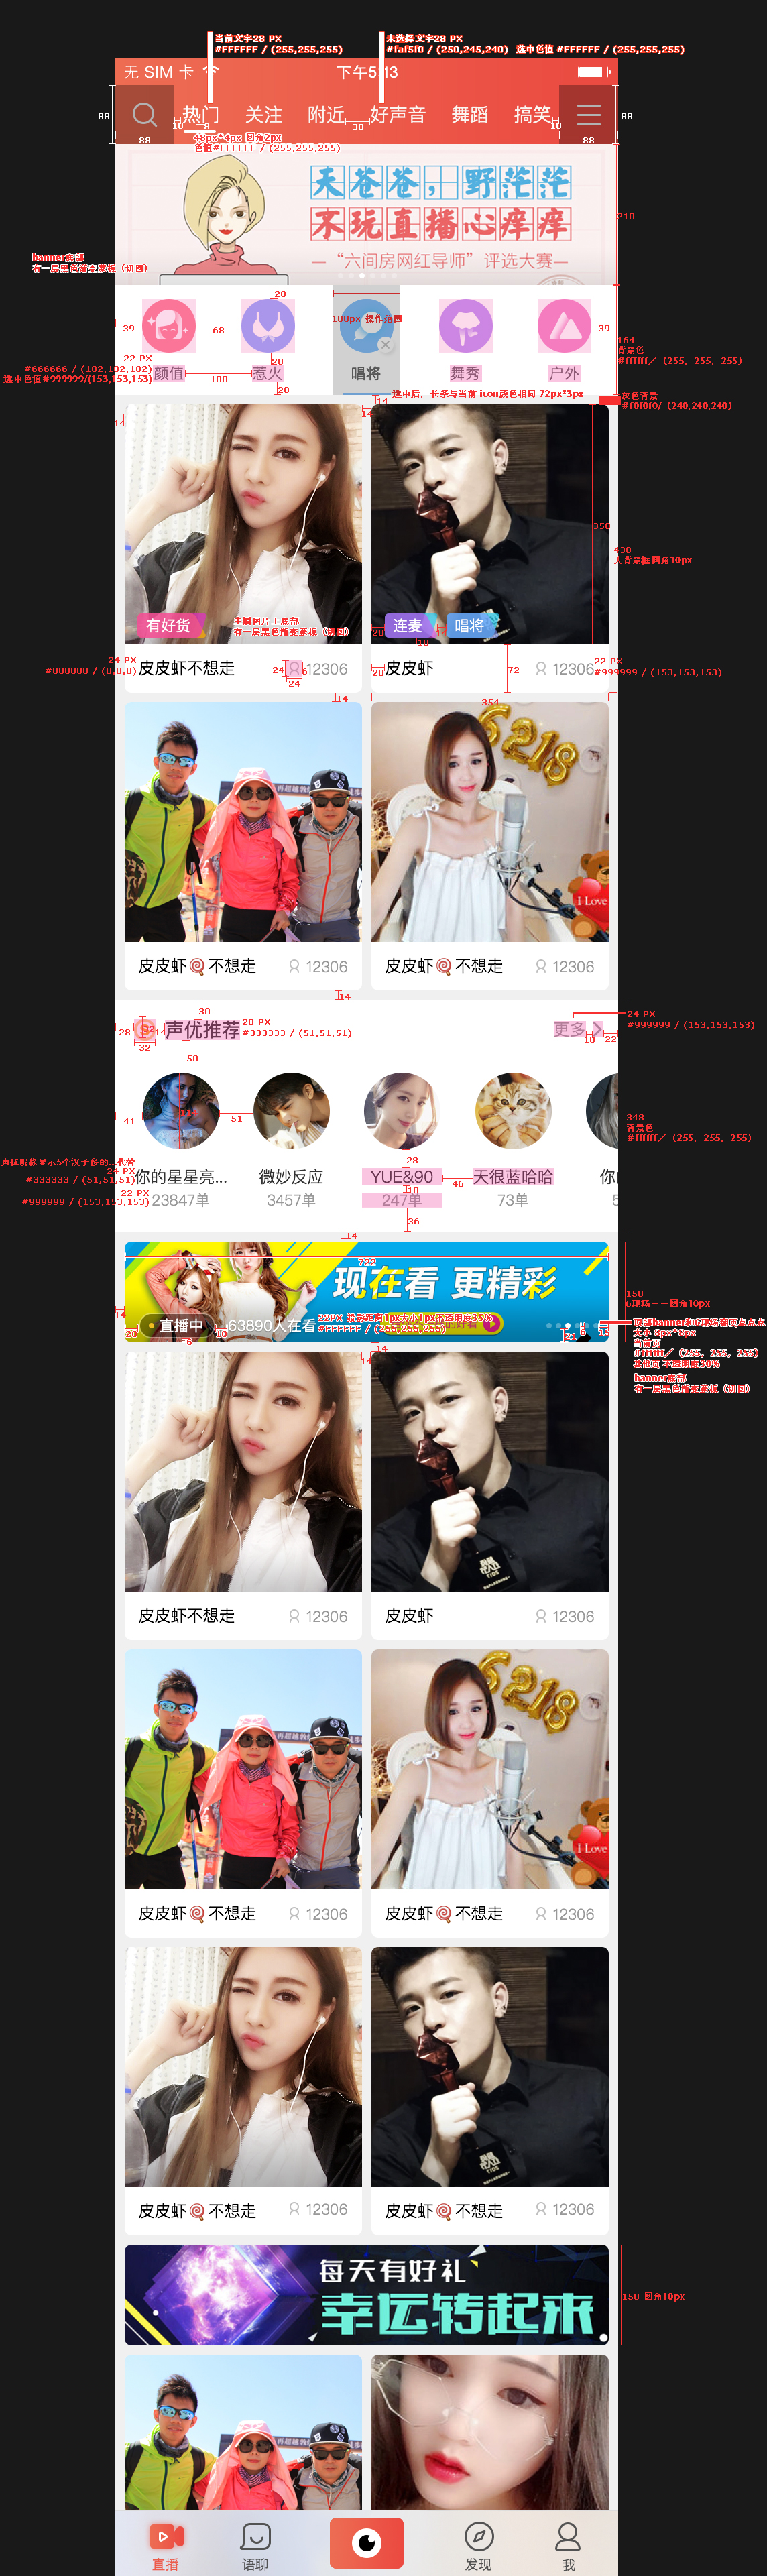 当前文字28 PX
#FFFFFF / (255,255,255)
未选择文字28 PX
#faf5f0 / (250,245,240) 选中色值 #FFFFFF / (255,255,255)
无 SIM 卡
下午5:13
88
热门 关注 附近 好声音 舞蹈 搞笑
88
10
38
10
88
88
48px*4px 圆角2px
色值#FFFFFF / (255,255,255)
天苍苍，野茫茫
不玩直播心痒痒
—“六间房网红导师”评选大赛—
210
banner底部
有一层黑色渐变蒙板（切图）
20
39
68
100px 操作范围
39
164
背景色
#ffffff／（255，255，255）
22 PX
#666666 / (102,102,102)
选中色值#999999/(153,153,153)
20
颜值 惹火 唱将 舞秀 户外
100
20
选中后，长条与当前 icon颜色相同 72px*3px
灰色背景
#f0f0f0/（240,240,240）
14
14
14
358
430
大背景框圆角10px
有好货
主播图片上底部
有一层黑色渐变蒙板（切图）
连麦 唱将
20
10
24 PX
#000000 / (0,0,0)
皮皮虾不想走
24
24
12306
20
皮皮虾
72
12306
22 PX
#999999 / (153,153,153)
14
354
6218
I Love
皮皮虾🍭不想走 12306
皮皮虾🍭不想走 12306
14
30
28
32
14
32
声优推荐
28 PX
#333333 / (51,51,51)
更多
10
22
24 PX
#999999 / (153,153,153)
50
41
51
348
背景色
#ffffff／（255，255，255）
声优昵称显示5个汉子多的...代替
24 PX
#333333 / (51,51,51)
22 PX
#999999 / (153,153,153)
28
你的星星亮... 微妙反应 YUE&90 天很蓝哈哈
46
10
23847单 3457单 247单 73单
36
14
722
现在看 更精彩
150
6现场——圆角10px
14
直播中
63890人在看
22PX 投影距离1px大小1px不透明度35%
#FFFFFF / (255,255,255)
20
6
10
21
6
顶部banner和6现场窗页点点点
大小 8px*8px
当前页
#ffffff／（255，255，255）
其他页 不透明度30%
banner底部
有一层黑色渐变蒙板（切图）
14
14
皮皮虾不想走 12306
皮皮虾 12306
6218
I Love
皮皮虾🍭不想走 12306
皮皮虾🍭不想走 12306
皮皮虾🍭不想走 12306
皮皮虾🍭不想走 12306
每天有好礼
幸运转起来
150 圆角10px
直播 语聊 发现 我